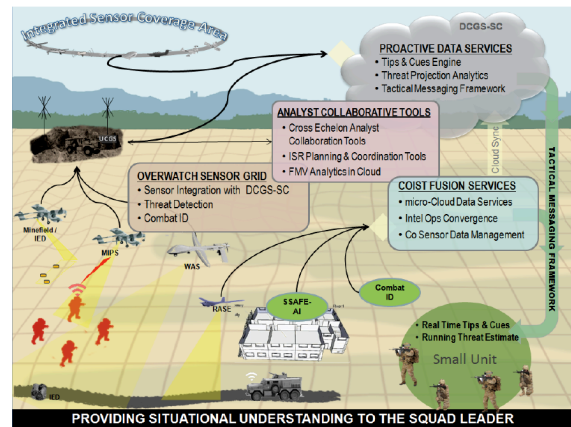 Integrated Sensor Coverage Area
DCGS-SC
PROACTIVE DATA SERVICES
• Tips & Cues Engine
• Threat Projection Analytics
• Tactical Messaging Framework
UCGS
ANALYST COLLABORATIVE TOOLS
• Cross Echelon Analyst
Collaboration Tools
• ISR Planning & Coordination Tools
• FMV Analytics in Cloud
Cloud Sync
TACTICAL MESSAGING FRAMEWORK
OVERWATCH SENSOR GRID
• Sensor Integration with DCGS-SC
• Threat Detection
• Combat ID
COIST FUSION SERVICES
• micro-Cloud Data Services
• Intel Ops Convergence
• Co Sensor Data Management
Minefield /
IED
MIPS
WAS
RASE
SSAFE-
AI
Combat
ID
• Real Time Tips & Cues
• Running Threat Estimate
Small Unit
IED
PROVIDING SITUATIONAL UNDERSTANDING TO THE SQUAD LEADER